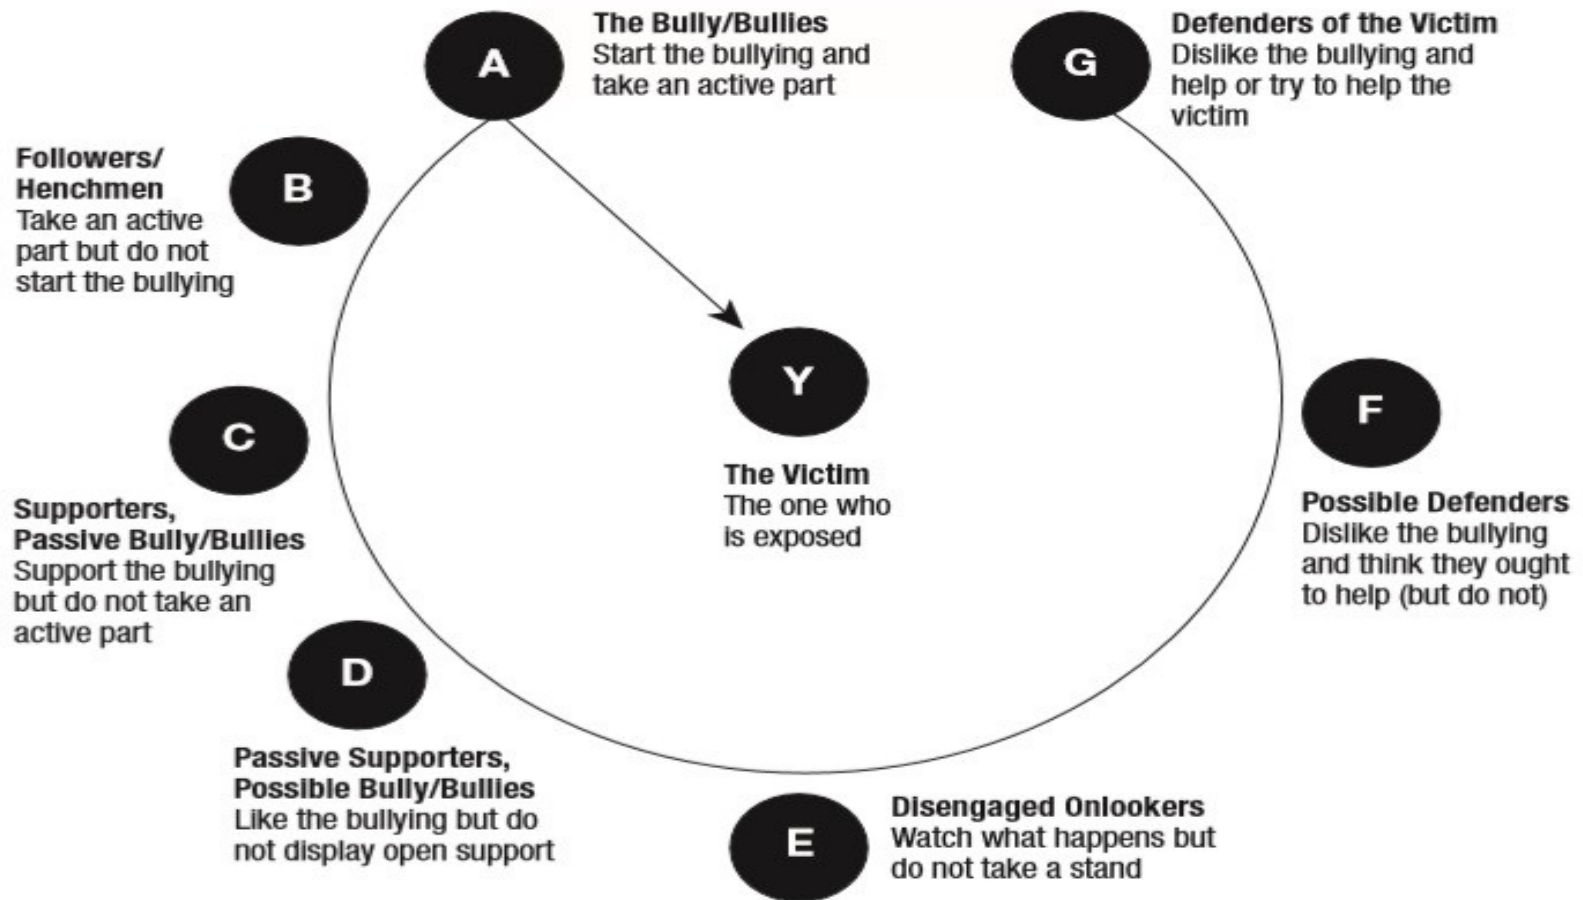 A
The Bully/Bullies
Start the bullying and
take an active part
G
Defenders of the Victim
Dislike the bullying and
help or try to help the
victim
Followers/
Henchmen
Take an active
part but do not
start the bullying
B
Y
The Victim
The one who
is exposed
C
Supporters,
Passive Bully/Bullies
Support the bullying
but do not take an
active part
F
Possible Defenders
Dislike the bullying
and think they ought
to help (but do not)
D
Passive Supporters,
Possible Bully/Bullies
Like the bullying but do
not display open support
E
Disengaged Onlookers
Watch what happens but
do not take a stand